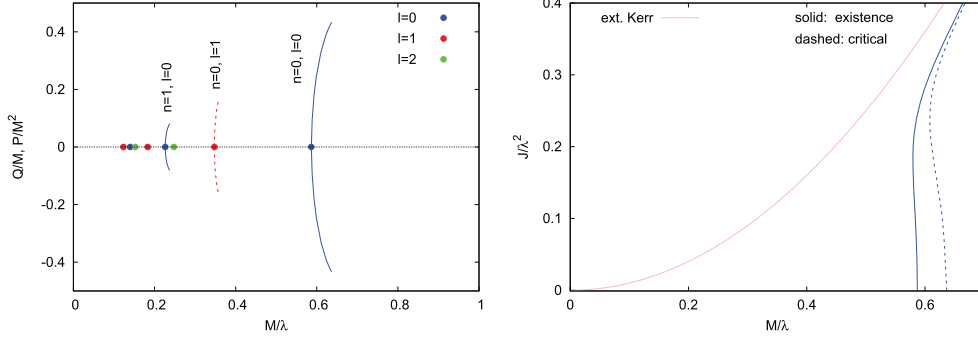 0.4
0.2
0
-0.2
-0.4
Q/M, P/M²
n=1, l=0
n=0, l=1
n=0, l=0
l=0
l=1
l=2
0
0.2
0.4
0.6
0.8
1
M/λ
0.4
0.3
0.2
0.1
0
J/λ²
ext. Kerr
solid: existence
dashed: critical
0
0.2
0.4
0.6
M/λ